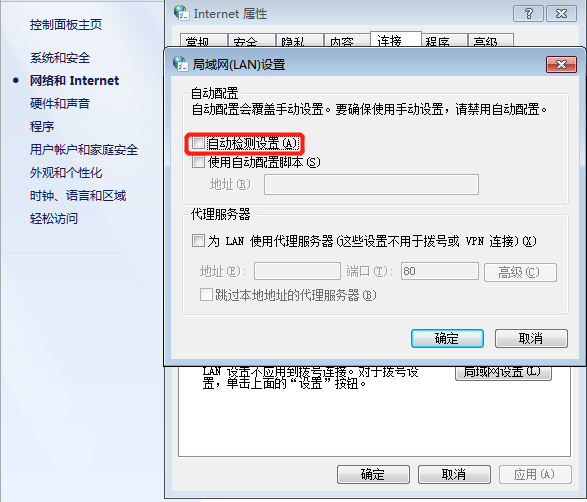 控制面板主页
系统和安全
网络和 Internet
硬件和声音
程序
用户帐户和家庭安全
外观和个性化
时钟、语言和区域
轻松访问
Internet 属性
常规 安全 隐私 内容 连接 程序 高级
局域网(LAN)设置
自动配置
自动配置会覆盖手动设置。要确保使用手动设置，请禁用自动配置。
自动检测设置(A)
使用自动配置脚本(S)
地址(R)
代理服务器
为 LAN 使用代理服务器(这些设置不用于拨号或 VPN 连接)(X)
地址(E): 端口(T): 80 高级(C)
跳过本地地址的代理服务器(B)
确定 取消
LAN 设置不应用到拨号连接。对于拨号设
置，单击上面的“设置”按钮。
局域网设置(L)
确定 取消 应用(A)